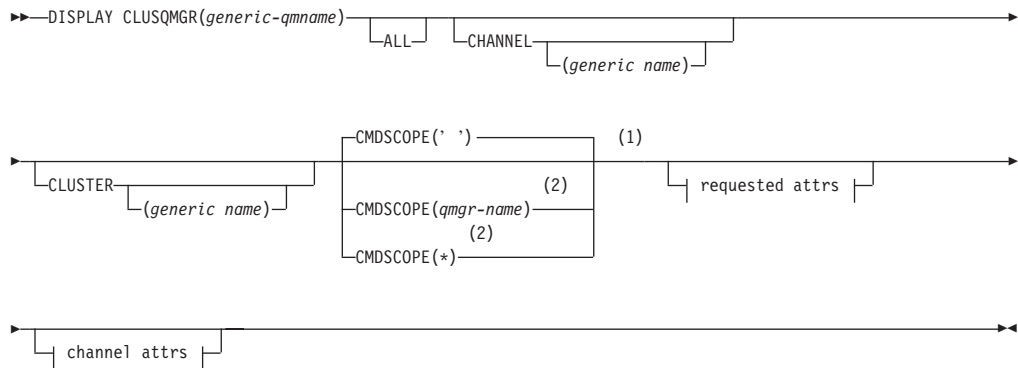 DISPLAY CLUSQMGR(generic-qmname)
ALL
CHANNEL
(generic name)
CMDSCOPE(’ ’)
(1)
CLUSTER
(generic name)
requested attrs
(2)
CMDSCOPE(qmgr-name)
(2)
CMDSCOPE(*)
channel attrs